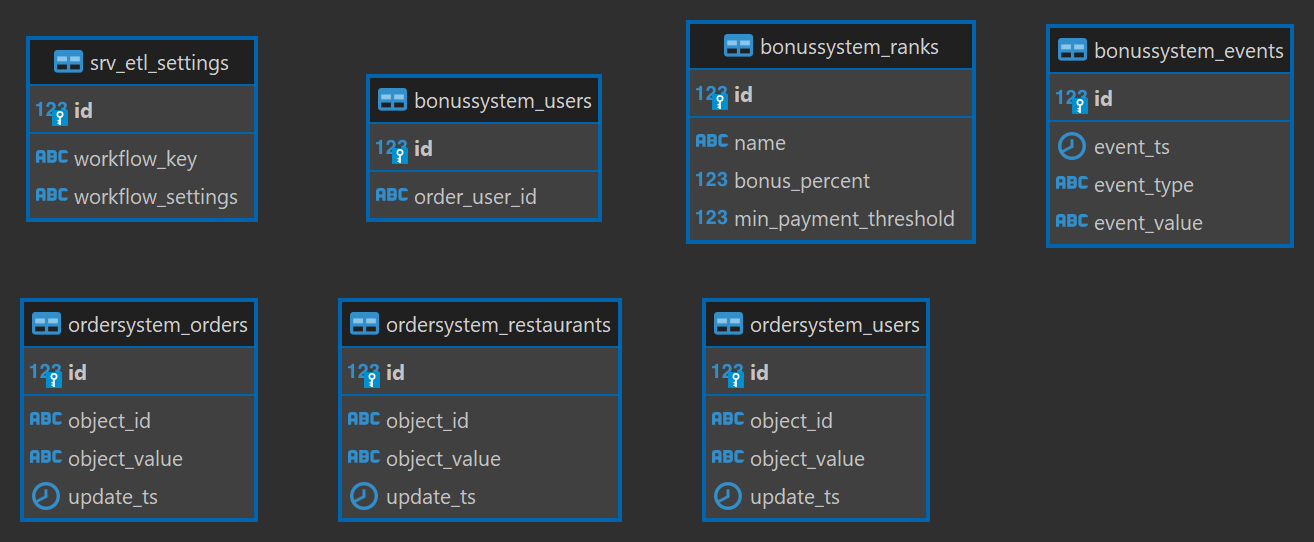 srv_etl_settings
123 id
ABC workflow_key
ABC workflow_settings
bonussystem_users
123 id
ABC order_user_id
bonussystem_ranks
123 id
ABC name
123 bonus_percent
123 min_payment_threshold
bonussystem_events
123 id
event_ts
ABC event_type
ABC event_value
ordersystem_orders
123 id
ABC object_id
ABC object_value
update_ts
ordersystem_restaurants
123 id
ABC object_id
ABC object_value
update_ts
ordersystem_users
123 id
ABC object_id
ABC object_value
update_ts